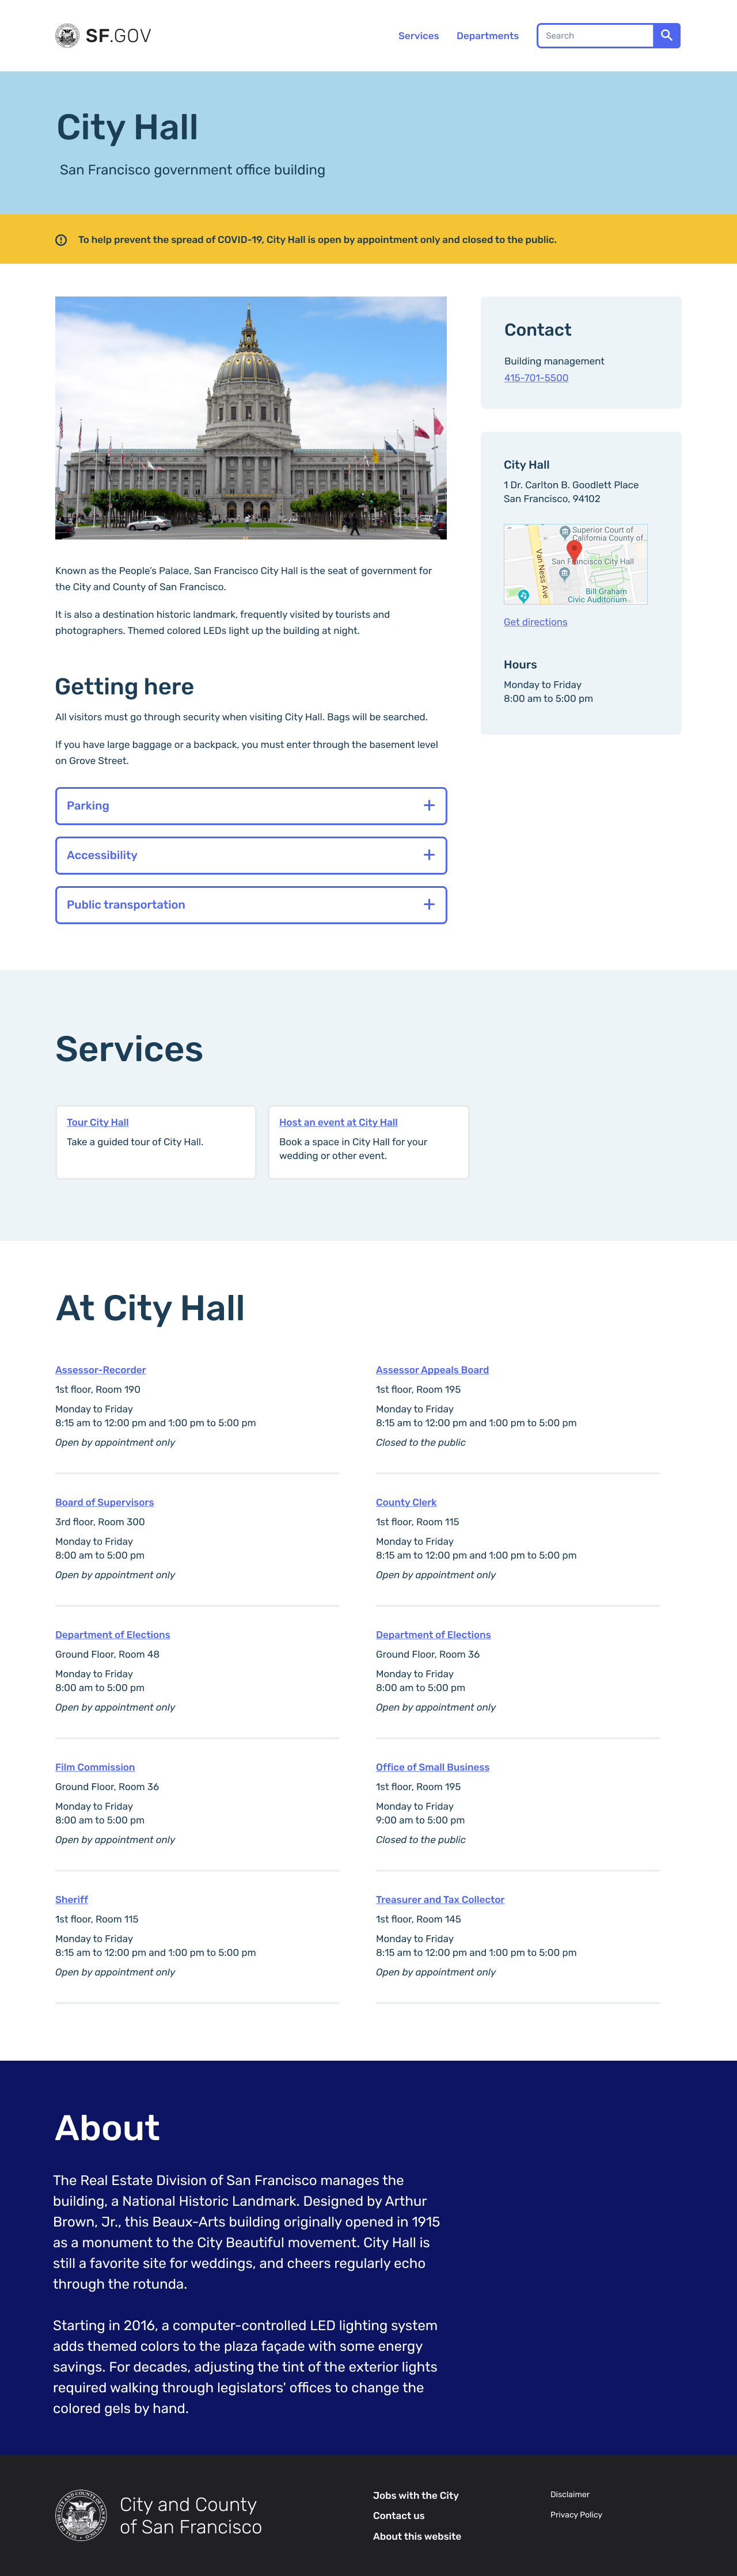 SF.GOV
Services
Departments
Search
City Hall
San Francisco government office building
To help prevent the spread of COVID-19, City Hall is open by appointment only and closed to the public.
Known as the People's Palace, San Francisco City Hall is the seat of government for
the City and County of San Francisco.
It is also a destination historic landmark, frequently visited by tourists and
photographers. Themed colored LEDs light up the building at night.
Getting here
All visitors must go through security when visiting City Hall. Bags will be searched.
If you have large baggage or a backpack, you must enter through the basement level
on Grove Street.
Parking
Accessibility
Public transportation
Contact
Building management
415-701-5500
City Hall
1 Dr. Carlton B. Goodlett Place
San Francisco, 94102
Superior Court of
California County of..
Van Ness Ave
San Francisco City Hall
Bill Graham
Civic Auditorium
Get directions
Hours
Monday to Friday
8:00 am to 5:00 pm
Services
Tour City Hall
Take a guided tour of City Hall.
Host an event at City Hall
Book a space in City Hall for your
wedding or other event.
At City Hall
Assessor-Recorder
1st floor, Room 190
Monday to Friday
8:15 am to 12:00 pm and 1:00 pm to 5:00 pm
Open by appointment only
Assessor Appeals Board
1st floor, Room 195
Monday to Friday
8:15 am to 12:00 pm and 1:00 pm to 5:00 pm
Closed to the public
Board of Supervisors
3rd floor, Room 300
Monday to Friday
8:00 am to 5:00 pm
Open by appointment only
County Clerk
1st floor, Room 115
Monday to Friday
8:15 am to 12:00 pm and 1:00 pm to 5:00 pm
Open by appointment only
Department of Elections
Ground Floor, Room 48
Monday to Friday
8:00 am to 5:00 pm
Open by appointment only
Department of Elections
Ground Floor, Room 36
Monday to Friday
8:00 am to 5:00 pm
Open by appointment only
Film Commission
Ground Floor, Room 36
Monday to Friday
8:00 am to 5:00 pm
Open by appointment only
Office of Small Business
1st floor, Room 195
Monday to Friday
9:00 am to 5:00 pm
Closed to the public
Sheriff
1st floor, Room 115
Monday to Friday
8:15 am to 12:00 pm and 1:00 pm to 5:00 pm
Open by appointment only
Treasurer and Tax Collector
1st floor, Room 145
Monday to Friday
8:15 am to 12:00 pm and 1:00 pm to 5:00 pm
Open by appointment only
About
The Real Estate Division of San Francisco manages the
building, a National Historic Landmark. Designed by Arthur
Brown, Jr., this Beaux-Arts building originally opened in 1915
as a monument to the City Beautiful movement. City Hall is
still a favorite site for weddings, and cheers regularly echo
through the rotunda.
Starting in 2016, a computer-controlled LED lighting system
adds themed colors to the plaza façade with some energy
savings. For decades, adjusting the tint of the exterior lights
required walking through legislators' offices to change the
colored gels by hand.
City and County
of San Francisco
Jobs with the City
Contact us
About this website
Disclaimer
Privacy Policy